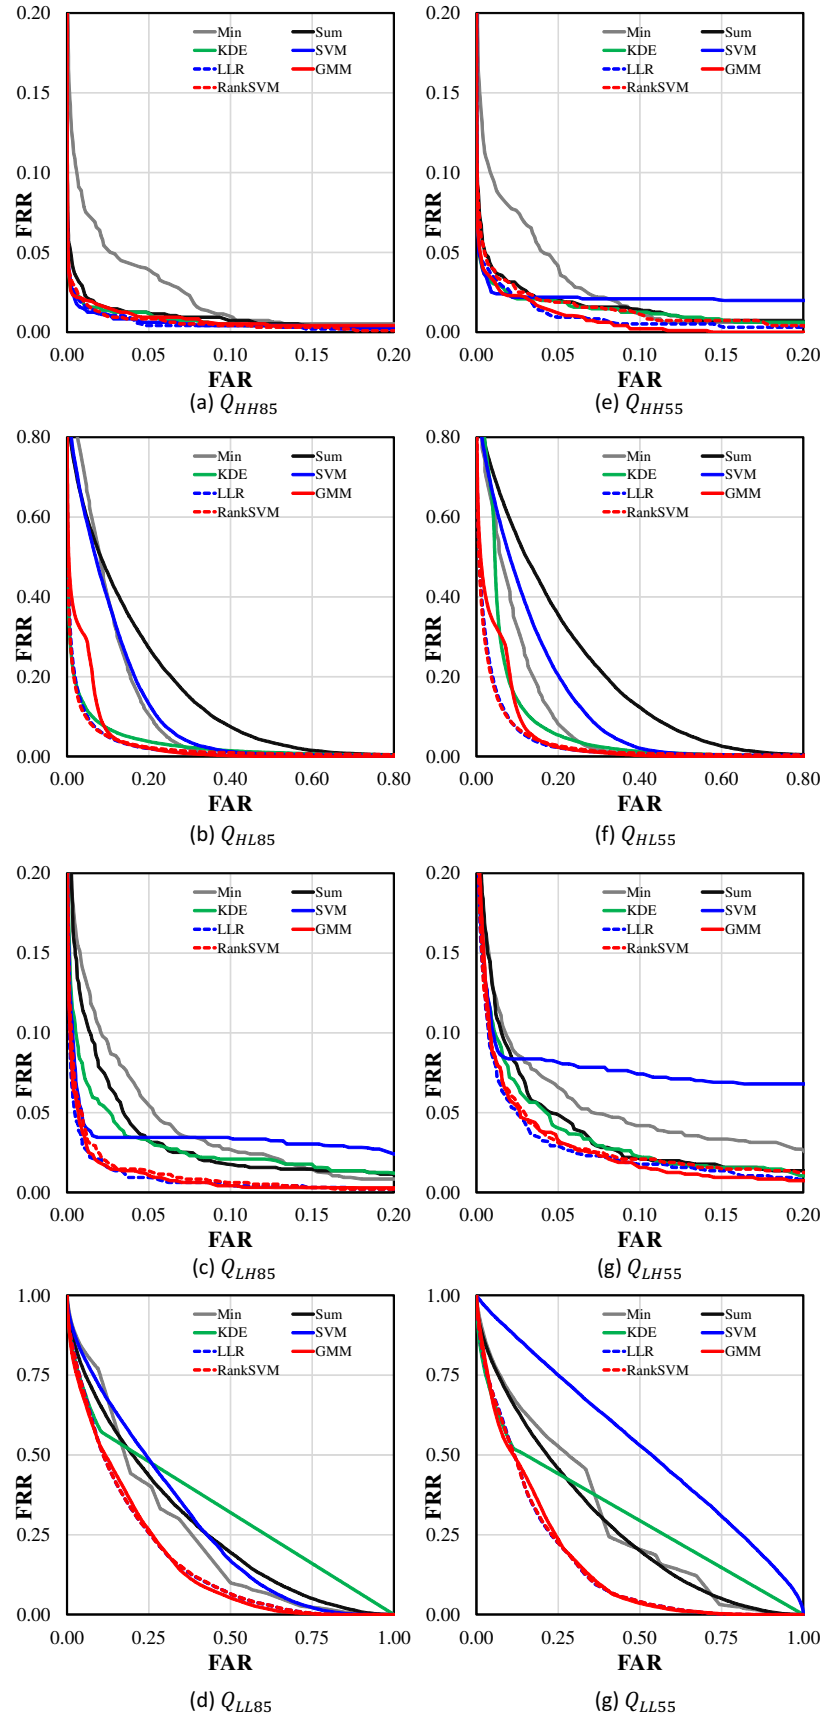 0.20
0.15
0.10
0.05
0.00
FRR
Min Sum
KDE SVM
LLR GMM
RankSVM
0.00 0.05 0.10 0.15 0.20
FAR
(a) Q_HH85
0.20
0.15
0.10
0.05
0.00
FRR
Min Sum
KDE SVM
LLR GMM
RankSVM
0.00 0.05 0.10 0.15 0.20
FAR
(e) Q_HH55
0.80
0.60
0.40
0.20
0.00
FRR
Min Sum
KDE SVM
LLR GMM
RankSVM
0.00 0.20 0.40 0.60 0.80
FAR
(b) Q_HL85
0.80
0.60
0.40
0.20
0.00
FRR
Min Sum
KDE SVM
LLR GMM
RankSVM
0.00 0.20 0.40 0.60 0.80
FAR
(f) Q_HL55
0.20
0.15
0.10
0.05
0.00
FRR
Min Sum
KDE SVM
LLR GMM
RankSVM
0.00 0.05 0.10 0.15 0.20
FAR
(c) Q_LH85
0.20
0.15
0.10
0.05
0.00
FRR
Min Sum
KDE SVM
LLR GMM
RankSVM
0.00 0.05 0.10 0.15 0.20
FAR
(g) Q_LH55
1.00
0.75
0.50
0.25
0.00
FRR
Min Sum
KDE SVM
LLR GMM
RankSVM
0.00 0.25 0.50 0.75 1.00
FAR
(d) Q_LL85
1.00
0.75
0.50
0.25
0.00
FRR
Min Sum
KDE SVM
LLR GMM
RankSVM
0.00 0.25 0.50 0.75 1.00
FAR
(g) Q_LL55